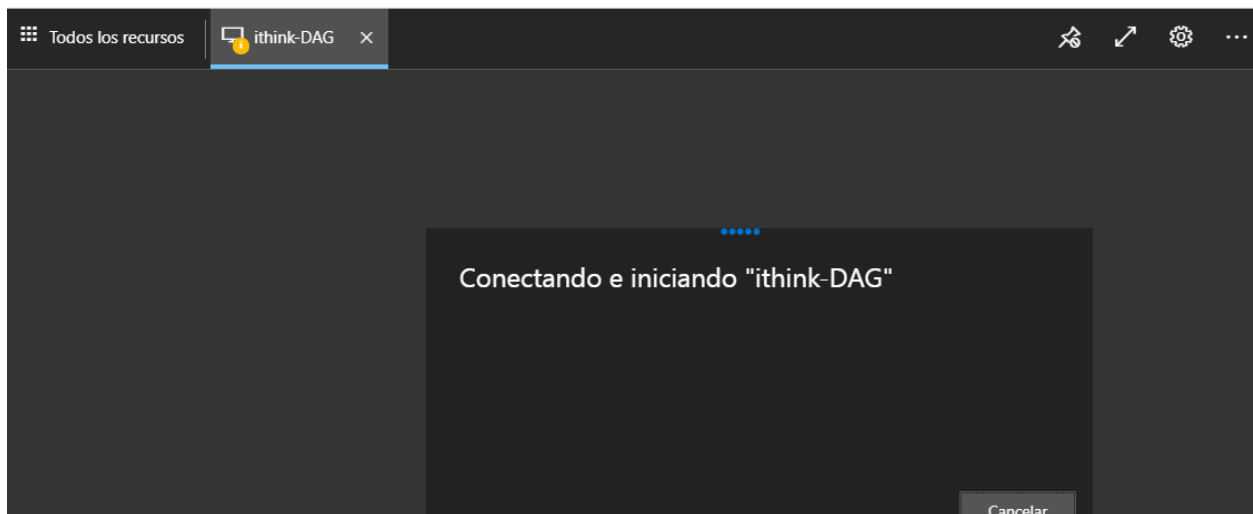 Todos los recursos
ithink-DAG
Conectando e iniciando "ithink-DAG"
Cancelar